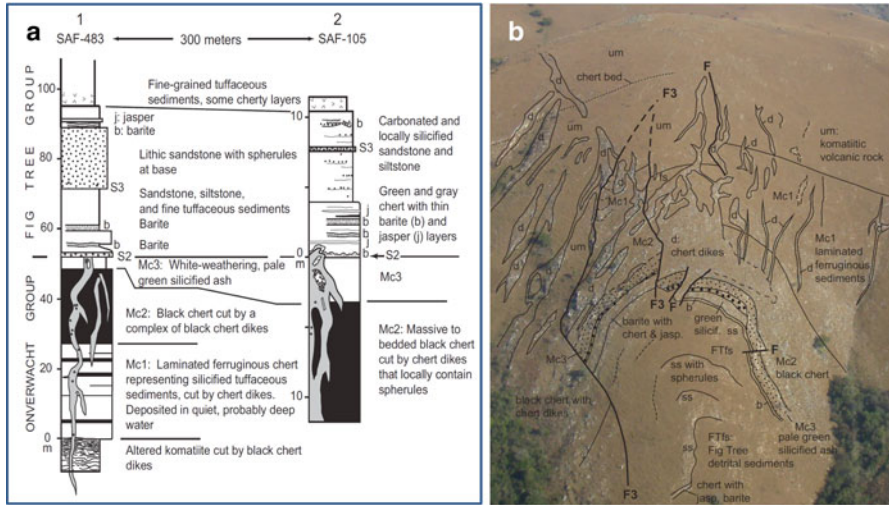 a
1
2
SAF-483
300 meters
SAF-105
GROUP
FIG TREE
ONVERWACHT
GROUP
100
80
60
40
20
0
m
Fine-grained tuffaceous
sediments, some cherty layers
j: jasper
b: barite
Lithic sandstone with spherules
at base
S3
Sandstone, siltstone,
and fine tuffaceous sediments
b
Barite
b
Barite
S2
Mc3: White-weathering, pale
green silicified ash
Mc2: Black chert cut by a
complex of black chert dikes
Mc1: Laminated ferruginous chert
representing silicified tuffaceous
sediments, cut by chert dikes.
Deposited in quiet, probably deep
water
Altered komatiite cut by black chert
dikes
10
b
S3
Carbonated and
locally silicified
sandstone and
siltstone
Green and gray
chert with thin
barite (b) and
jasper (j) layers
j
b
j
b
j
0
m
b
S2
Mc3
Mc2: Massive to
bedded black chert
cut by chert dikes
that locally contain
spherules
10
b
um
chert bed
d
F3
F
um
um
um
d
um:
komatiitic
volcanic rock
fs
Mc1
Mc1
Mc1
laminated
ferruginous
sediments
um
Mc2
d:
chert dikes
F3
F
b
j
barite with
chert & jasp.
green
silicif.
ss
Mc3
FTfs
F
Mc2
black chert
ss with
spherules
black chert with
chert dikes
ss
b
Mc3
pale green
silicified ash
ss
FTfs:
Fig Tree
detrital sediments
F3
chert with
jasp, barite